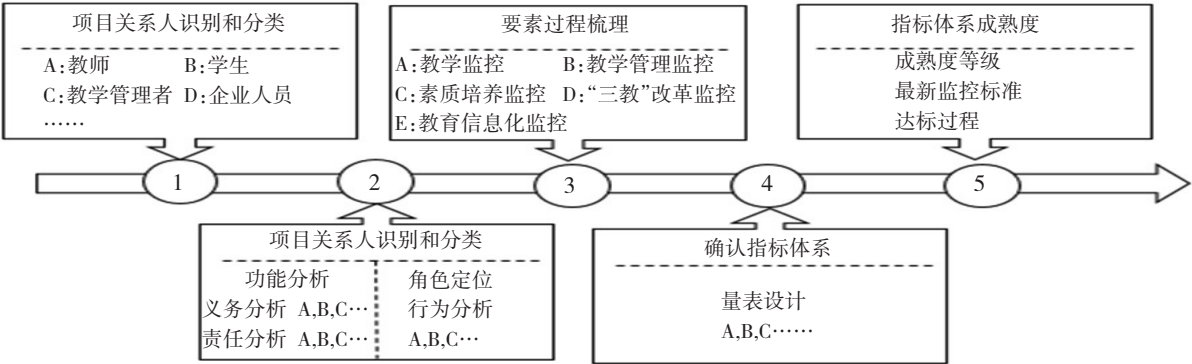 项目关系人识别和分类
A:教师 B:学生
C:教学管理者 D:企业人员
……
要素过程梳理
A:教学监控 B:教学管理监控
C:素质培养监控 D:“三教”改革监控
E:教育信息化监控
指标体系成熟度
成熟度等级
最新监控标准
达标过程
1
2
3
4
5
项目关系人识别和分类
功能分析
义务分析 A,B,C…
责任分析 A,B,C…
角色定位
行为分析
A,B,C…
确认指标体系
量表设计
A,B,C……